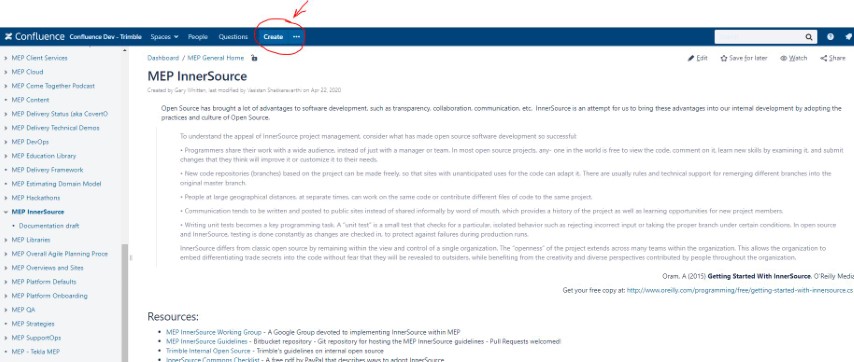 Confluence Confluence Dev - Trimble Spaces People Questions Create ...
MEP Client Services
MEP Cloud
MEP Come Together Podcast
MEP Content
MEP Delivery Status (aka CovertO
MEP Delivery Technical Demos
MEP DevOps
MEP Education Library
MEP Delivery Framework
MEP Estimating Domain Model
MEP Hackathons
MEP InnerSource
Documentation draft
MEP Libraries
MEP Overall Agile Planning Proce
MEP Overviews and Sites
MEP Platform Defaults
MEP Platform Onboarding
MEP QA
MEP Strategies
MEP SupportOps
MEP - Tekla MEP
Dashboard / MEP General Home
Edit Save for later Watch Share
MEP InnerSource
Created by Gary Whitten, last modified by on Apr 22, 2020
Open Source has brought a lot of advantages to software development, such as transparency, collaboration, communication, etc. InnerSource is an attempt for us to bring these advantages into our internal development by adopting the
practices and culture of Open Source.
To understand the appeal of InnerSource project management, consider what has made open source software development so successful:
• Programmers share their work with a wide audience, instead of just with a manager or team. In most open source projects, any- one in the world is free to view the code, comment on it, learn new skills by examining it, and submit
changes that they think will improve it or customize it to their needs.
• New code repositories (branches) based on the project can be made freely, so that sites with unanticipated uses for the code can adapt it. There are usually rules and technical support for remerging different branches into the
original master branch.
• People at large geographical distances, at separate times, can work on the same code or contribute different files of code to the same project.
• Communication tends to be written and posted to public sites instead of shared informally by word of mouth, which provides a history of the project as well as learning opportunities for new project members.
• Writing unit tests becomes a key programming task. A "unit test" is a small test that checks for a particular, isolated behavior such as rejecting incorrect input or taking the proper branch under certain conditions. In open source
and InnerSource, testing is done constantly as changes are checked in, to protect against failures during production runs.
InnerSource differs from classic open source by remaining within the view and control of a single organization. The "openness" of the project extends across many teams within the organization. This allows the organization to
embed differentiating trade secrets into the code without fear that they will be revealed to outsiders, while benefiting from the creativity and diverse perspectives contributed by people throughout the organization.
Oram, A (2015) Getting Started With InnerSource, O'Reilly Media
Get your free copy at: http://www.oreilly.com/programming/free/getting-started-with-innersource.cs
Resources:
• MEP InnerSource Working Group - A Google Group devoted to implementing InnerSource within MEP
• MEP InnerSource Guidelines - Bitbucket repository - Git repository for hosting the MEP InnerSource guidelines - Pull Requests welcomed!
• Trimble Internal Open Source - Trimble's guidelines on internal open source
• InnerSource Commons Checklist - A free pdf by PayPal that describes ways to adopt InnerSource